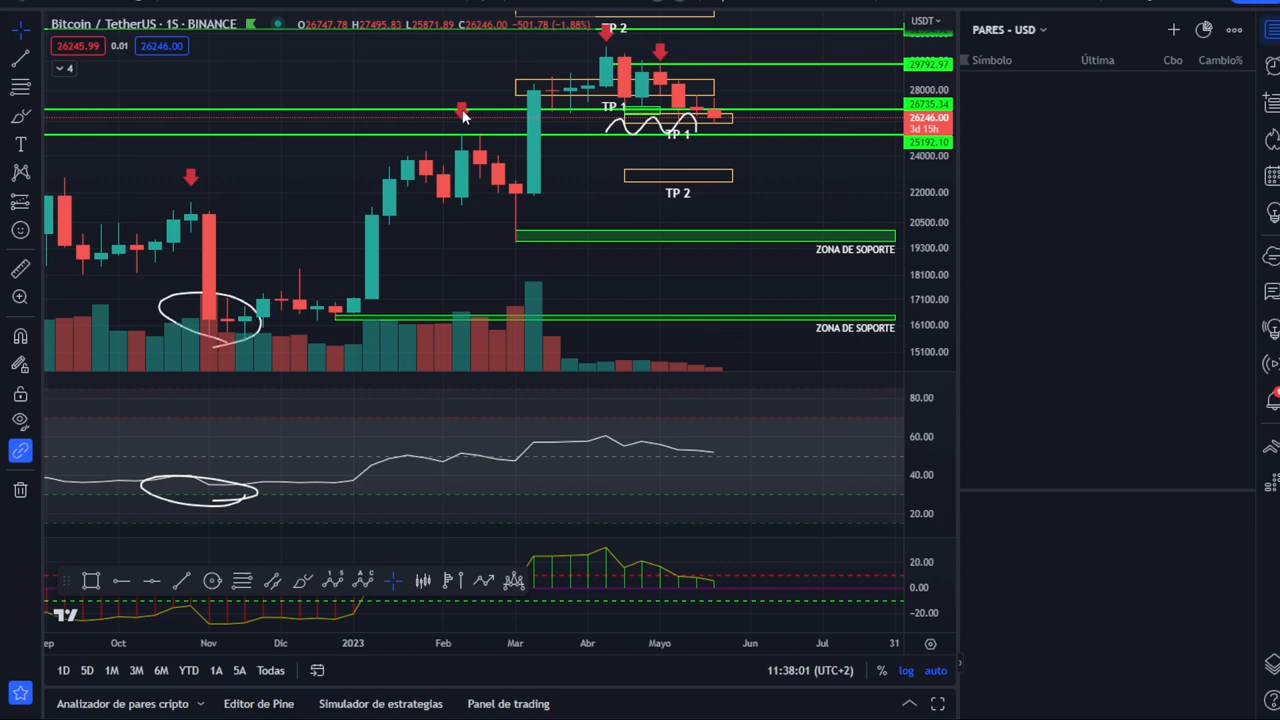 Bitcoin / TetherUS · 1S · BINANCE O26747.78 H27495.83 L25871.89 C26246.00 −501.78 (−1.88%)
26245.99 0.01 26246.00
4
TP 2
TP 1
TP 1
TP 2
ZONA DE SOPORTE
ZONA DE SOPORTE
USDT
29792.97
28000.00
26735.34
26246.00
3d 15h
25192.10
24000.00
22000.00
20500.00
19300.00
18100.00
17100.00
16100.00
15100.00
80.00
60.00
40.00
20.00
20.00
0.00
−20.00
Oct Nov Dic 2023 Feb Mar Abr Mayo Jun Jul 31
1D 5D 1M 3M 6M YTD 1A 5A Todas 11:38:01 (UTC+2) % log auto
Analizador de pares cripto Editor de Pine Simulador de estrategias Panel de trading
PARES - USD
Símbolo Última Cbo Cambio%